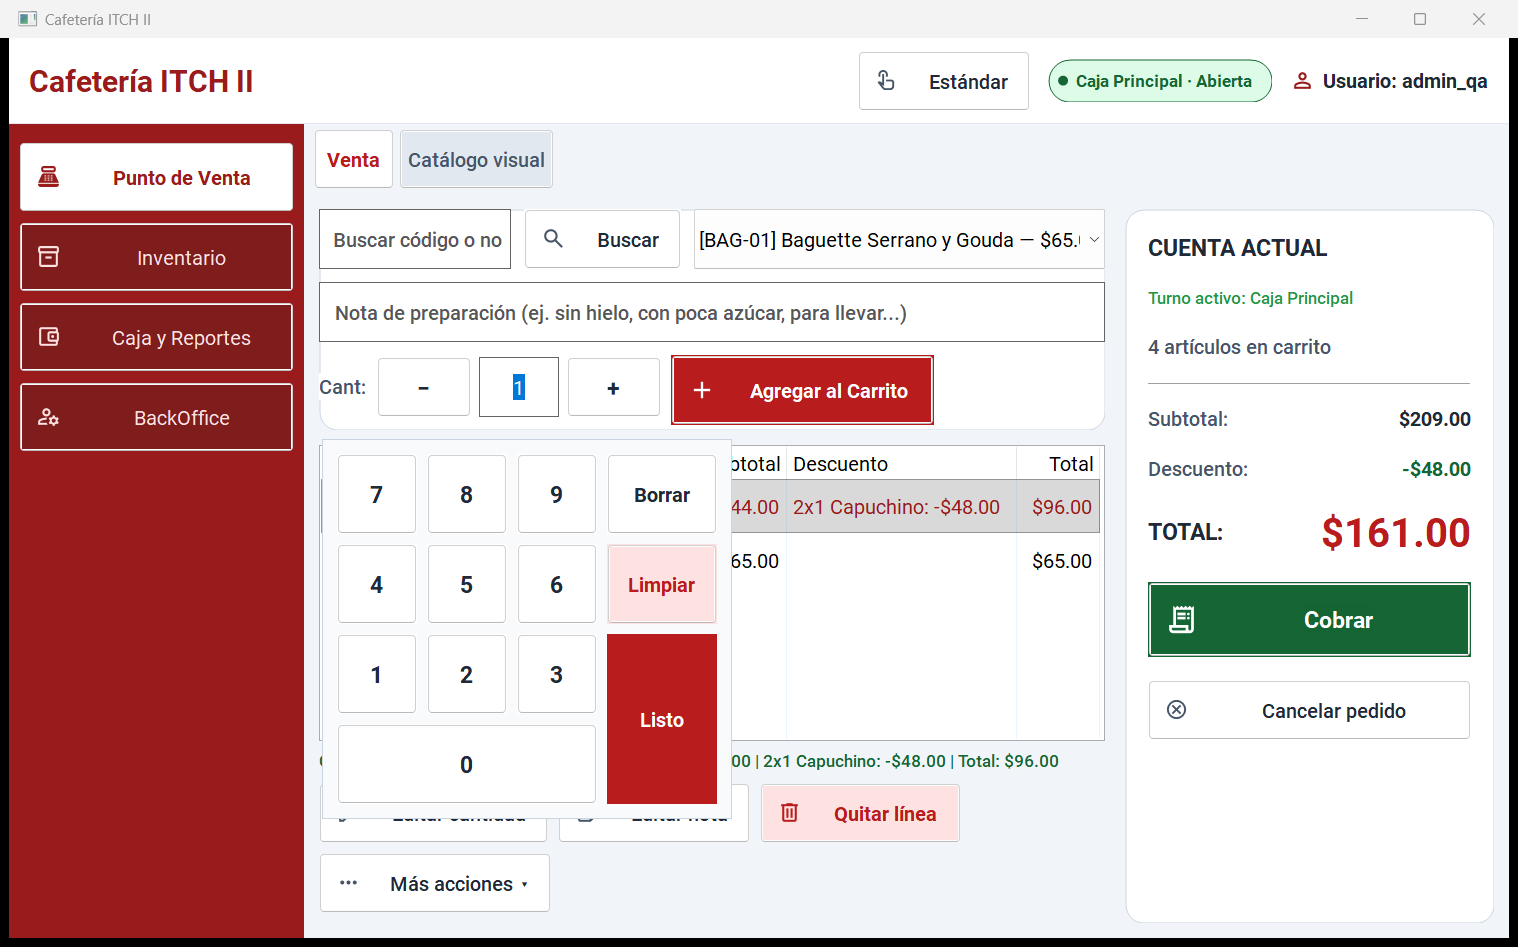 Cafetería ITCH II
Cafetería ITCH II
Estándar
Caja Principal · Abierta
Usuario: admin_qa
Punto de Venta
Inventario
Caja y Reportes
BackOffice
Venta
Catálogo visual
Buscar código o no
Buscar
[BAG-01] Baguette Serrano y Gouda — $65.
Nota de preparación (ej. sin hielo, con poca azúcar, para llevar...)
Cant:
−
1
+
Agregar al Carrito
btotal Descuento Total
44.00 2x1 Capuchino: -$48.00 $96.00
65.00 $65.00
7 8 9 Borrar
4 5 6 Limpiar
1 2 3 Listo
0
00 | 2x1 Capuchino: -$48.00 | Total: $96.00
Editar cantidad
Editar nota
Quitar línea
Más acciones
CUENTA ACTUAL
Turno activo: Caja Principal
4 artículos en carrito
Subtotal: $209.00
Descuento: -$48.00
TOTAL: $161.00
Cobrar
Cancelar pedido